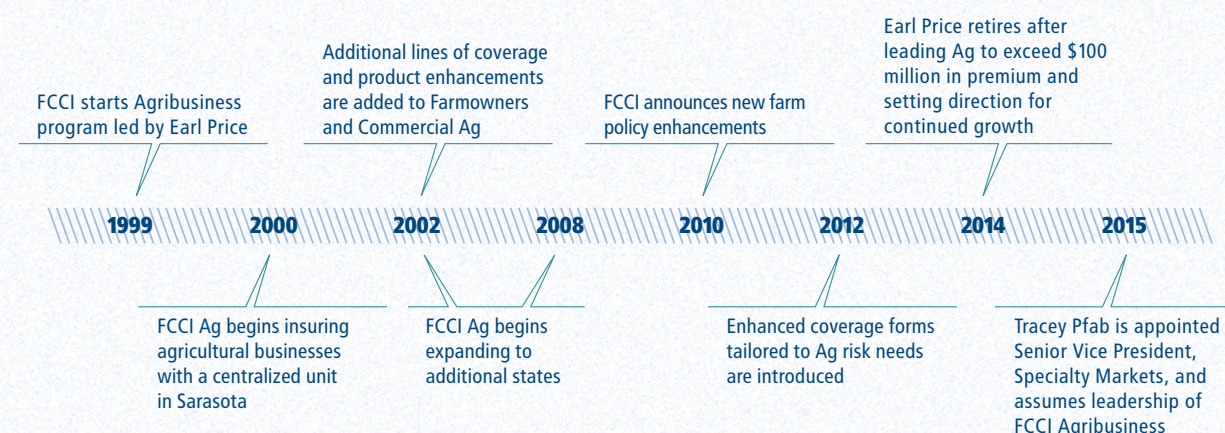 FCCI starts Agribusiness
program led by Earl Price
Additional lines of coverage
and product enhancements
are added to Farmowners
and Commercial Ag
FCCI announces new farm
policy enhancements
Earl Price retires after
leading Ag to exceed $100
million in premium and
setting direction for
continued growth
1999 2000 2002 2008 2010 2012 2014 2015
FCCI Ag begins insuring
agricultural businesses
with a centralized unit
in Sarasota
FCCI Ag begins
expanding to
additional states
Enhanced coverage forms
tailored to Ag risk needs
are introduced
Tracey Pfab is appointed
Senior Vice President,
Specialty Markets, and
assumes leadership of
FCCI Agribusiness